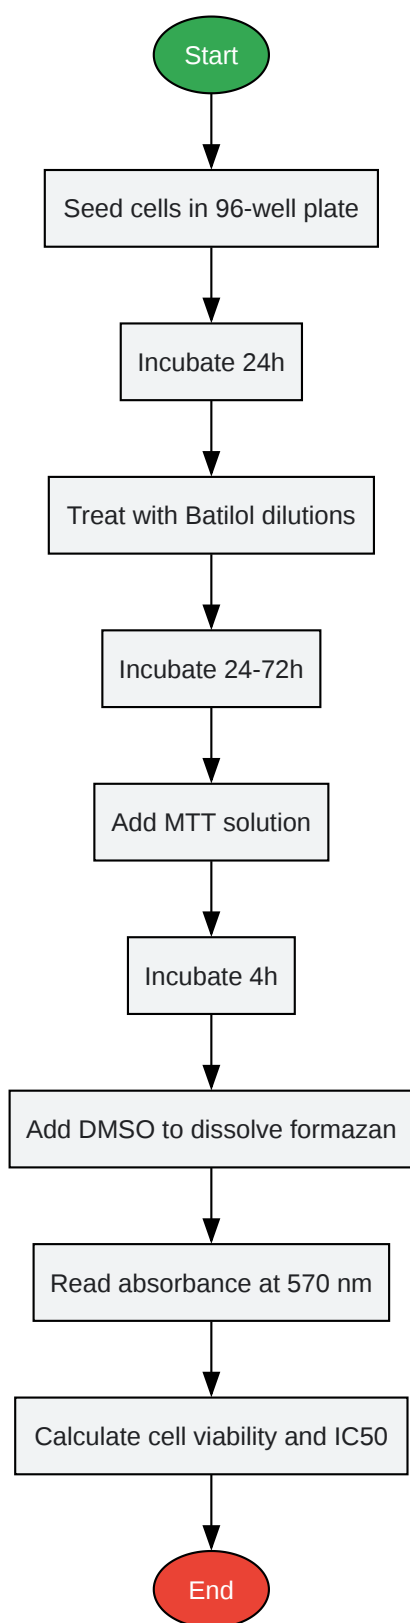 Start
Seed cells in 96-well plate
Incubate 24h
Treat with Batilol dilutions
Incubate 24-72h
Add MTT solution
Incubate 4h
Add DMSO to dissolve formazan
Read absorbance at 570 nm
Calculate cell viability and IC50
End